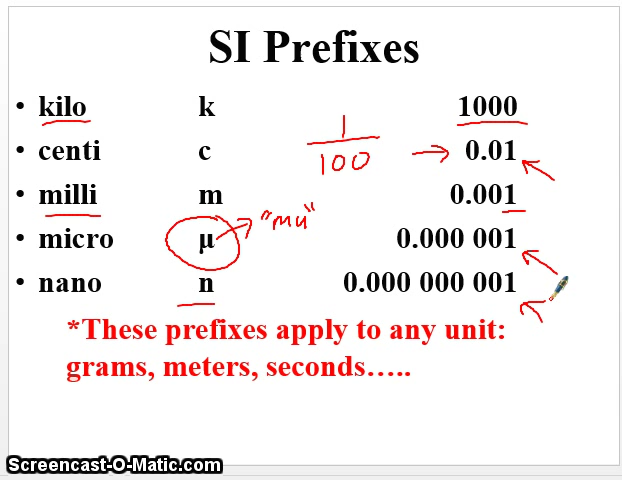 SI Prefixes
• kilo k 1000
• centi c 1/100 → 0.01
• milli m 0.001
• micro µ "mu" 0.000 001
• nano n 0.000 000 001
*These prefixes apply to any unit:
grams, meters, seconds…..
Screencast-O-Matic.com